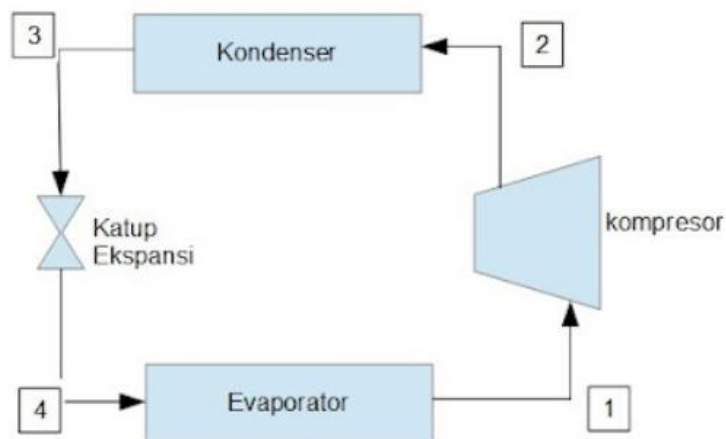 3
Kondenser
2
Katup
Ekspansi
kompresor
4
Evaporator
1